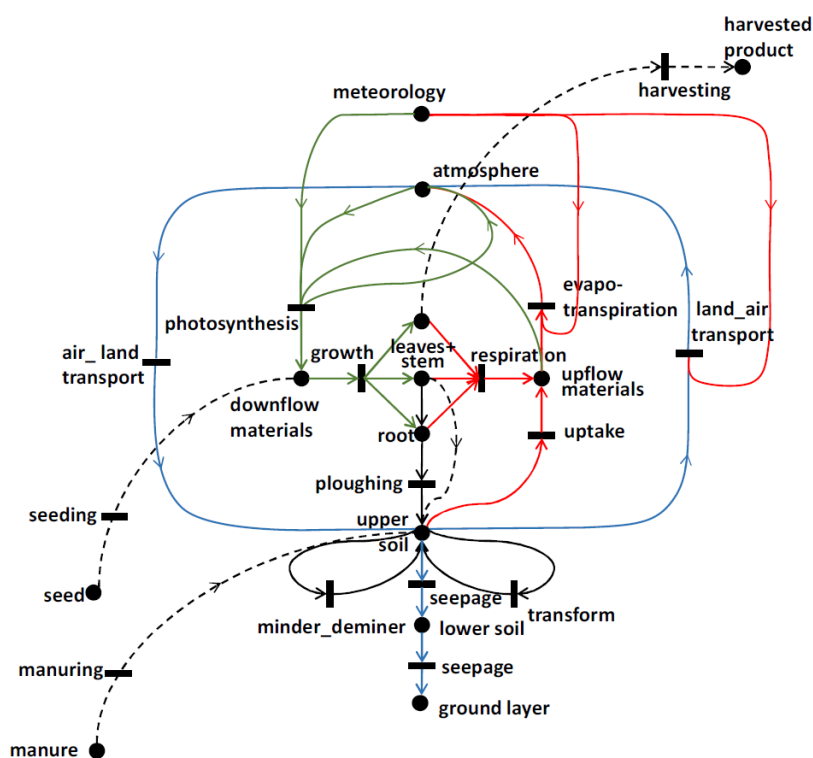 harvested
product
harvesting
meteorology
atmosphere
evapo-
transpiration
land_air
transport
photosynthesis
air_ land
transport
growth
leaves+
stem
respiration
upflow
materials
downflow
materials
root
uptake
ploughing
seeding
upper
soil
seed
seepage
transform
minder_deminer
lower soil
manuring
seepage
ground layer
manure